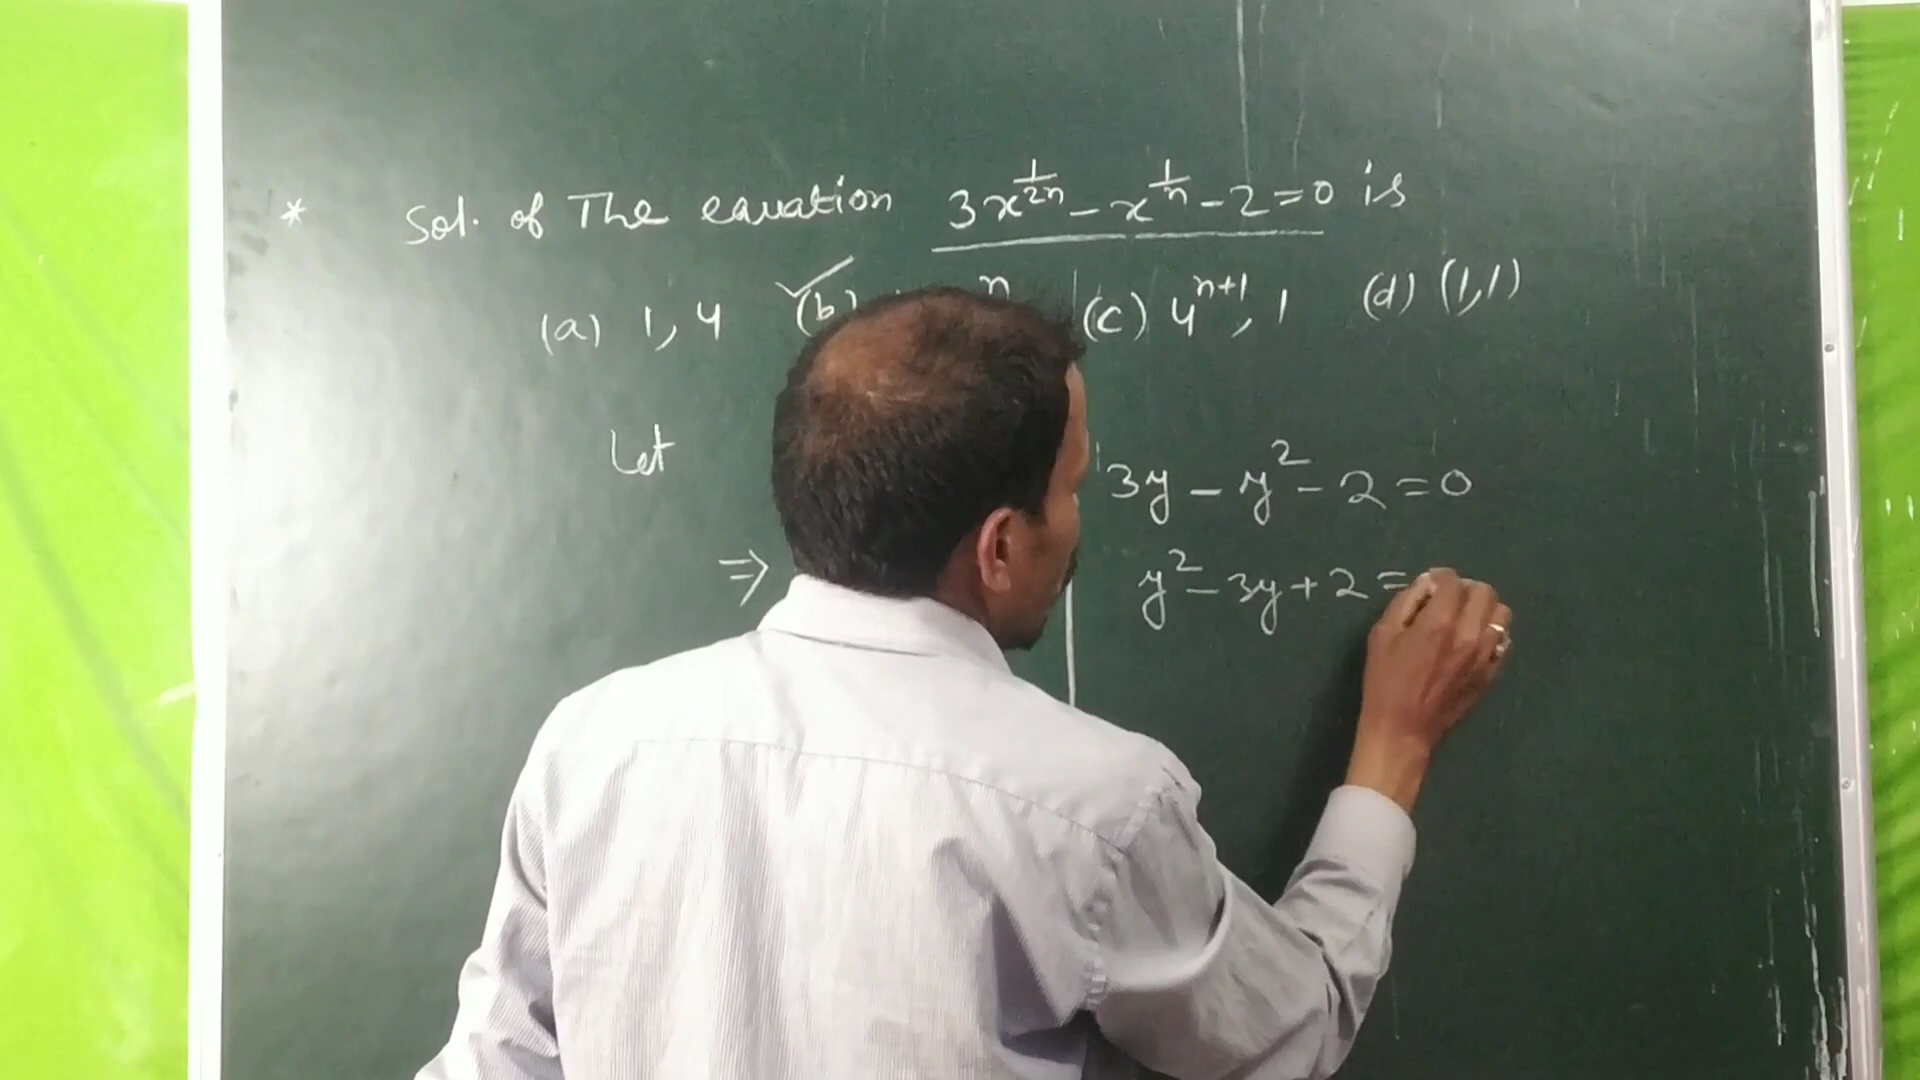 * Sol. of The equation 3x^{1/2n} - x^{1/n} - 2 = 0 is
(a) 1, 4 (b) n (c) 4^{n+1}, 1 (d) (1,1)
Let 3y - y² - 2 = 0
⇒ y² - 3y + 2 =